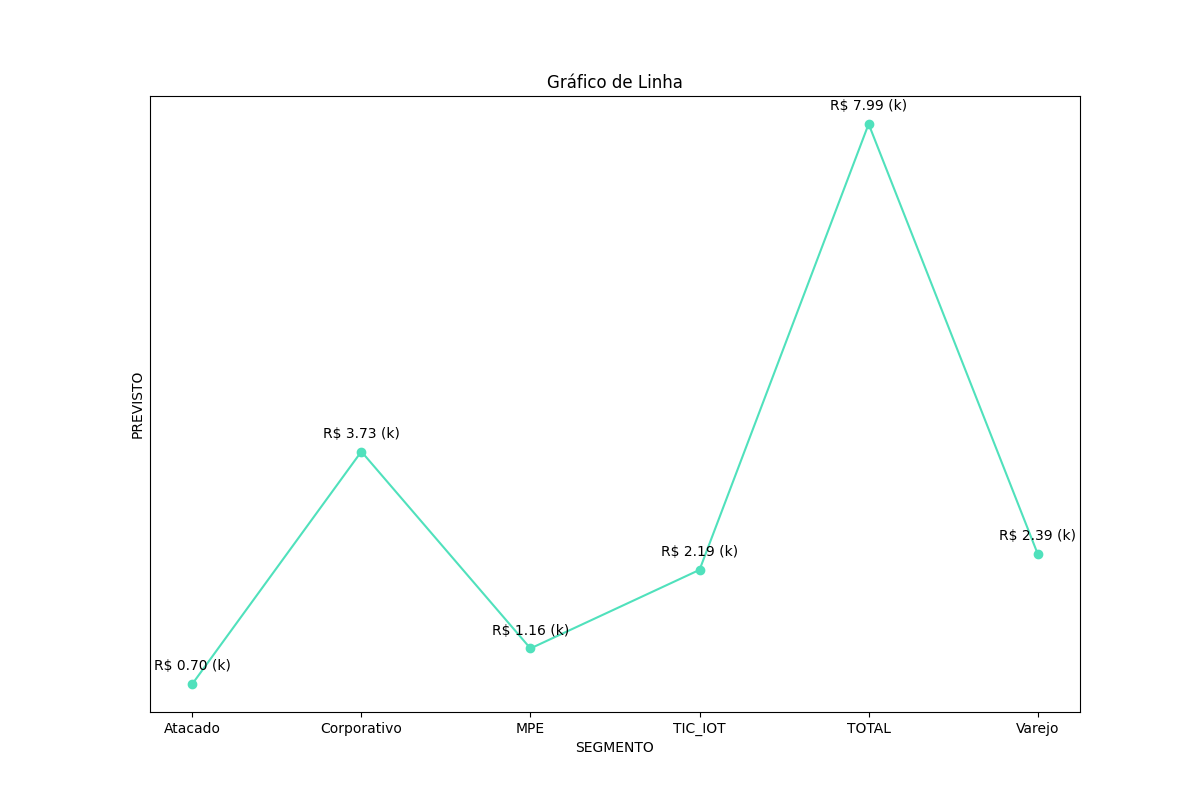 Gráfico de Linha
R$ 7.99 (k)
R$ 3.73 (k)
R$ 2.39 (k)
R$ 2.19 (k)
R$ 1.16 (k)
R$ 0.70 (k)
PREVISTO
Atacado Corporativo MPE TIC_IOT TOTAL Varejo
SEGMENTO